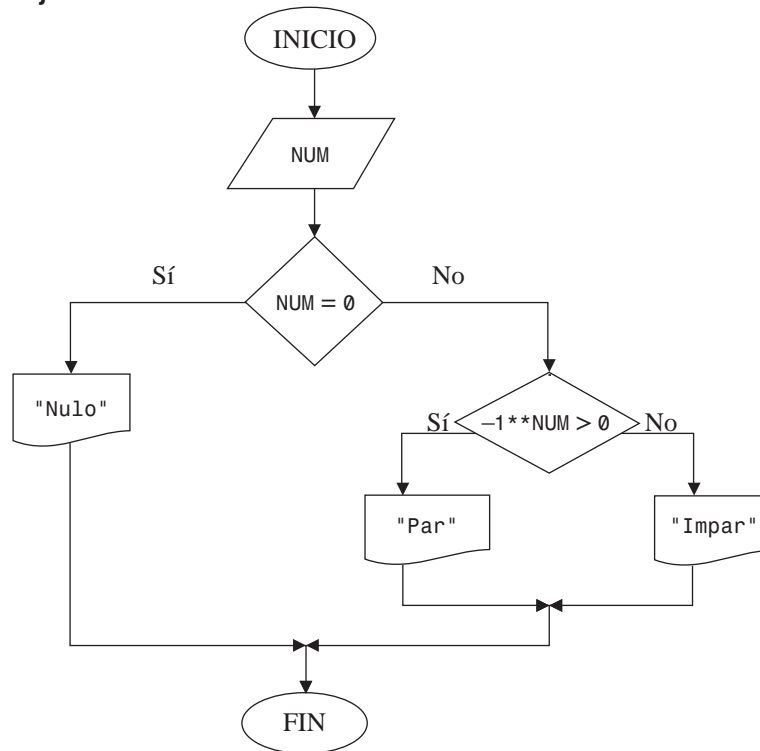 INICIO
NUM
Sí
No
NUM = 0
"Nulo"
Sí
–1**NUM > 0
No
"Par"
"Impar"
FIN